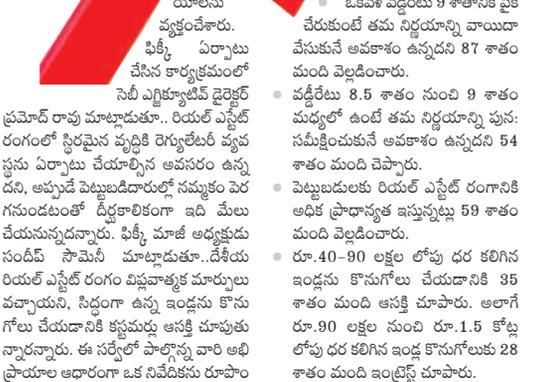 యాలను
వ్యక్తంచేశారు.
ఫిక్కీ ఏర్పాటు
చేసిన కార్యక్రమంలో
సెబీ ఎగ్జిక్యూటివ్ డైరెక్టర్
ప్రమోద్ రావు మాట్లాడుతూ.. రియల్ ఎస్టేట్
రంగంలో స్థిరమైన వృద్ధికి రెగ్యులేటరీ వ్యవ
స్థను ఏర్పాటు చేయాల్సిన అవసరం ఉన్న
దని, అప్పుడే పెట్టుబడిదారుల్లో నమ్మకం పెర
గనుండటంతో దీర్ఘకాలికంగా ఇది మేలు
చేయనున్నదన్నారు. ఫిక్కీ మాజీ అధ్యక్షుడు
సందీప్ సొమెనీ మాట్లాడుతూ..దేశీయ
రియల్ ఎస్టేట్ రంగం విప్లవాత్మక మార్పులు
వచ్చాయని, సిద్ధంగా ఉన్న ఇండ్లను కొను
గోలు చేయడానికి కస్టమర్లు ఆసక్తి చూపుతు
న్నారన్నారు. ఈ సర్వేలో పాల్గొన్న వారి అభి
ప్రాయాల ఆధారంగా ఒక నివేదికను రూపొం
ఒకవేళ వడ్డీరేటు 9 శాతానికి పైకి
చేరుకుంటే తమ నిర్ణయాన్ని వాయిదా
వేసుకునే అవకాశం ఉన్నదని 87 శాతం
మంది వెల్లడించారు.
వడ్డీరేటు 8.5 శాతం నుంచి 9 శాతం
మధ్యలో ఉంటే తమ నిర్ణయాన్ని పున:
సమీక్షించుకునే అవకాశం ఉన్నదని 54
శాతం మంది చెప్పారు.
పెట్టుబడులకు రియల్ ఎస్టేట్ రంగానికి
అధిక ప్రాధాన్యత ఇస్తున్నట్లు 59 శాతం
మంది వెల్లడించారు.
రూ.40-90 లక్షల లోపు ధర కలిగిన
ఇండ్లను కొనుగోలు చేయడానికి 35
శాతం మంది ఆసక్తి చూపారు. అలాగే
రూ.90 లక్షల నుంచి రూ.1.5 కోట్ల
లోపు ధర కలిగిన ఇండ్ల కొనుగోలుకు 28
శాతం మంది ఇంట్రెస్ట్ చూపారు.